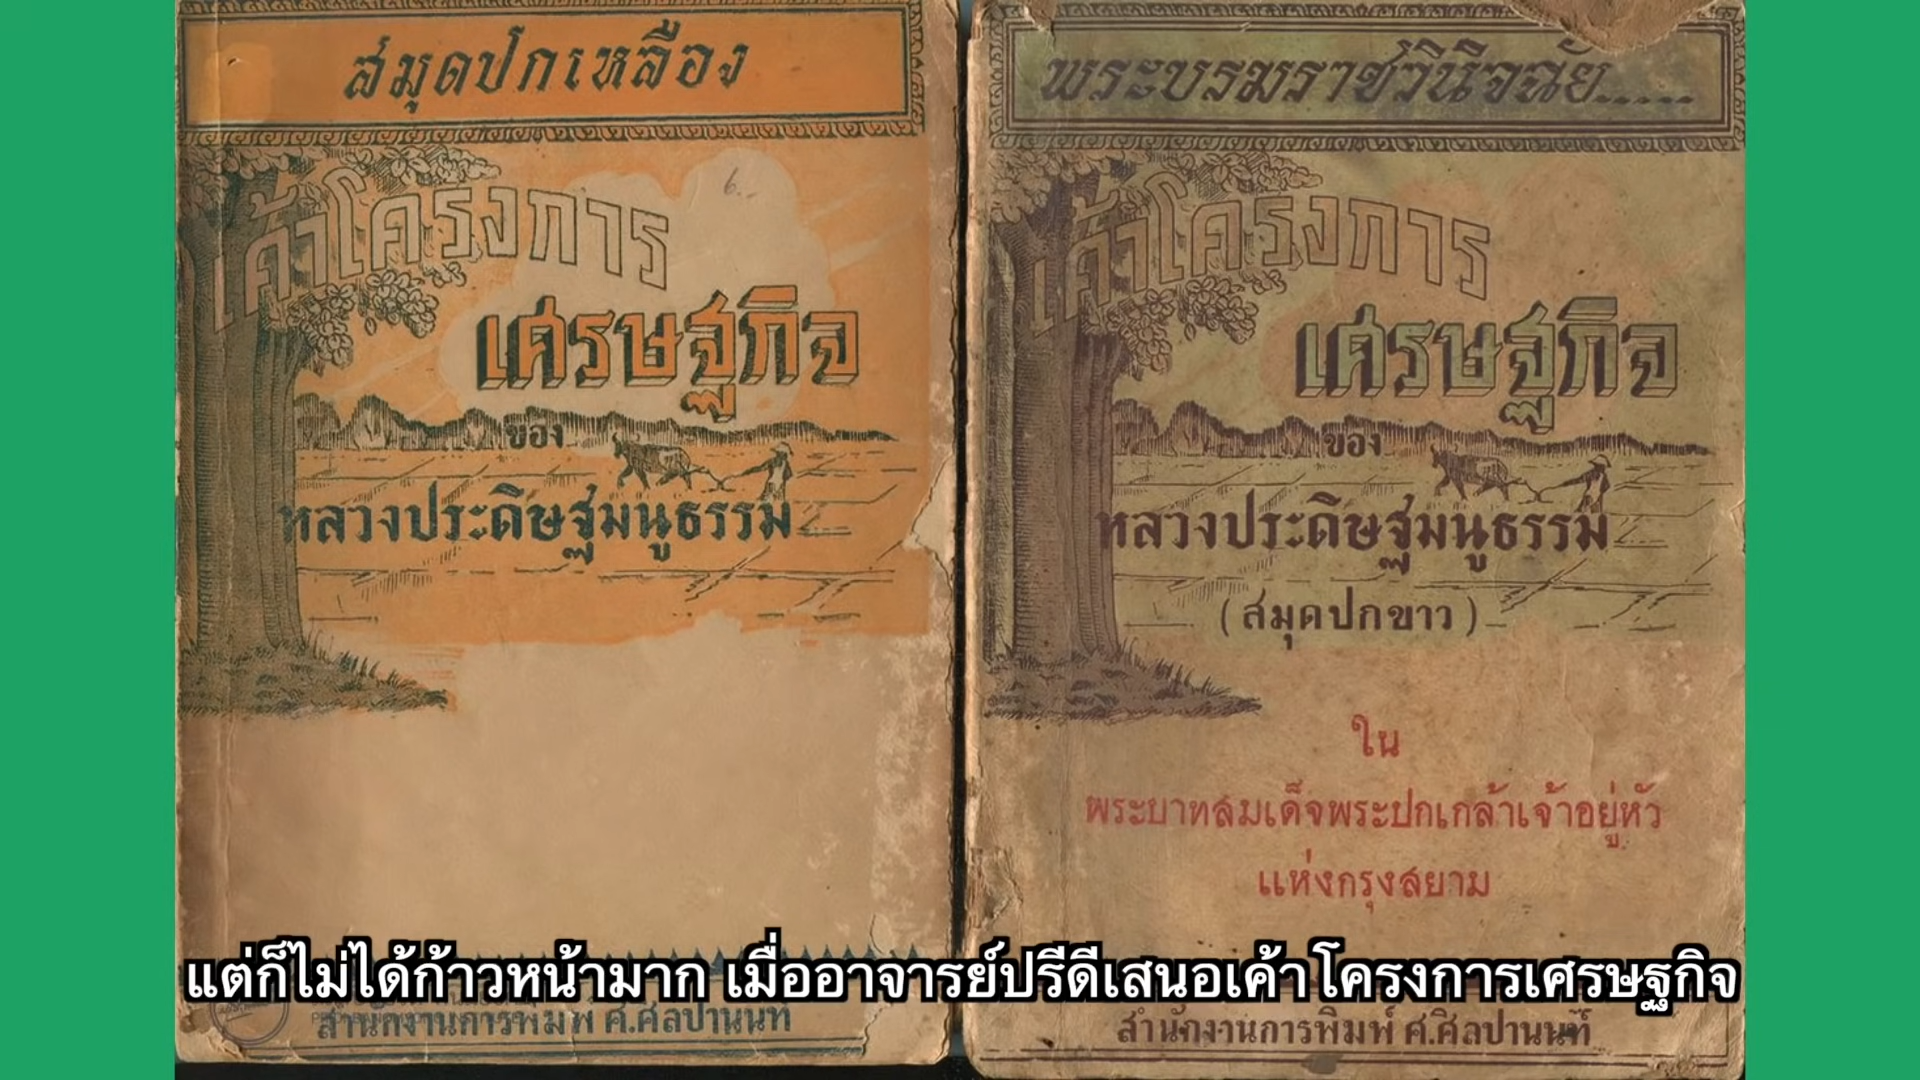 สมุดปกเหลือง
เค้าโครงการ
เศรษฐกิจ
ของ
หลวงประดิษฐมนูธรรม
สำนักงานการพิมพ์ ศ.ศิลปานนท์
พระบรมราชวินิจฉัย.....
เค้าโครงการ
เศรษฐกิจ
ของ
หลวงประดิษฐมนูธรรม
(สมุดปกขาว)
ใน
พระบาทสมเด็จพระปกเกล้าเจ้าอยู่หัว
แห่งกรุงสยาม
สำนักงานการพิมพ์ ศ.ศิลปานนท์
แต่ก็ไม่ได้ก้าวหน้ามาก เมื่ออาจารย์ปรีดีเสนอเค้าโครงการเศรษฐกิจ